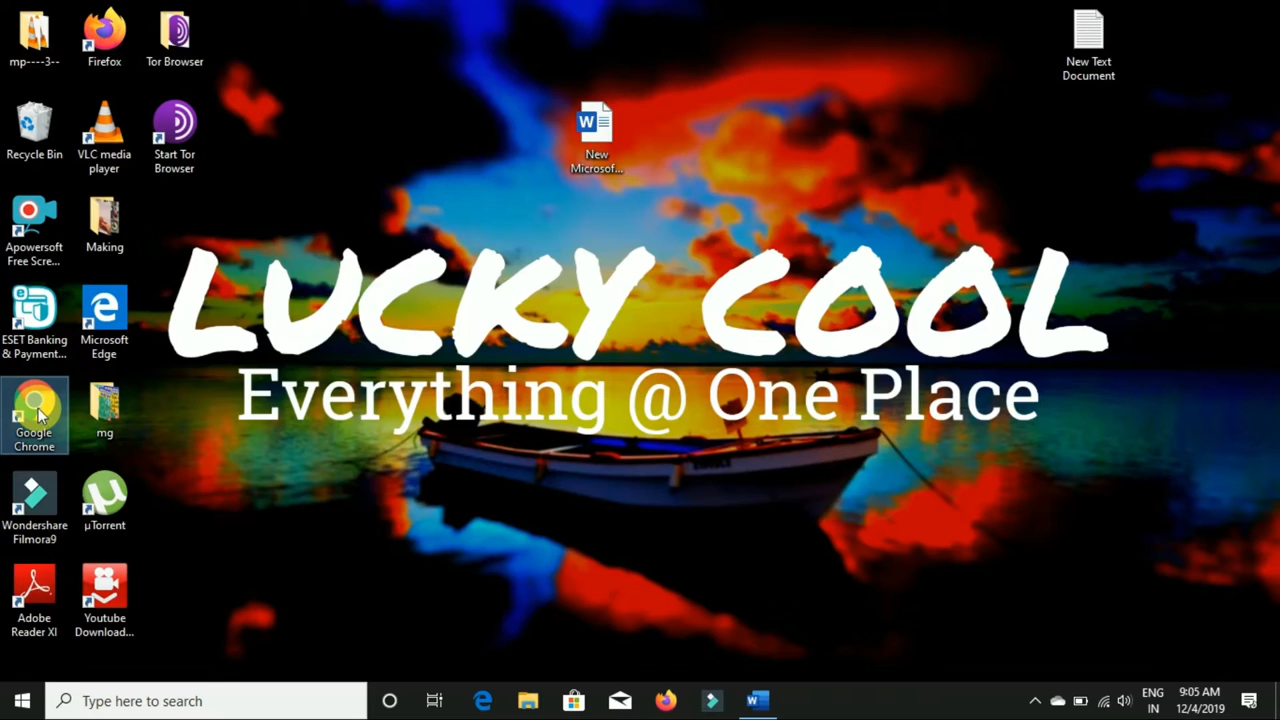 mp----3--
Firefox
Tor Browser
New Text
Document
Recycle Bin
VLC media
player
Start Tor
Browser
New
Microsof...
Apowersoft
Free Scre...
Making
LUCKY COOL
Everything @ One Place
ESET Banking
& Payment...
Microsoft
Edge
Google
Chrome
mg
Wondershare
Filmora9
µTorrent
Adobe
Reader XI
Youtube
Download...
Type here to search
ENG
IN
9:05 AM
12/4/2019